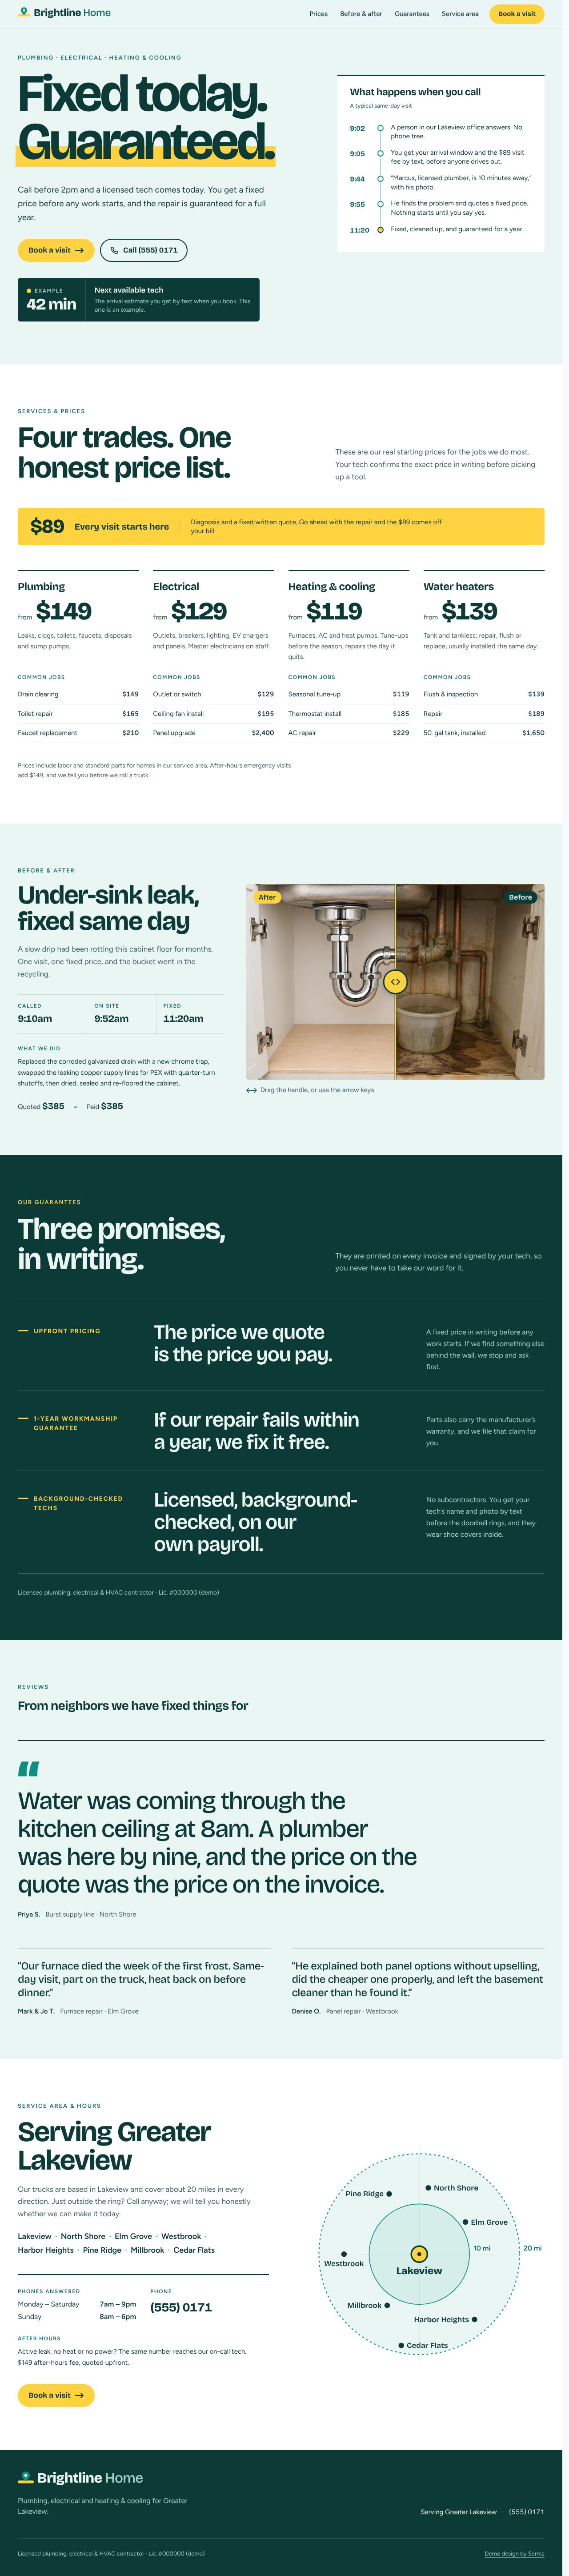 Brightline Home
Prices
Before & after
Guarantees
Service area
Book a visit
PLUMBING · ELECTRICAL · HEATING & COOLING
Fixed today.
Guaranteed.
Call before 2pm and a licensed tech comes today. You get a fixed
price before any work starts, and the repair is guaranteed for a full
year.
Book a visit
Call (555) 0171
EXAMPLE
42 min
Next available tech
The arrival estimate you get by text when you book. This
one is an example.
What happens when you call
A typical same-day visit
9:02
A person in our Lakeview office answers. No
phone tree.
9:05
You get your arrival window and the $89 visit
fee by text, before anyone drives out.
9:44
“Marcus, licensed plumber, is 10 minutes away,”
with his photo.
9:55
He finds the problem and quotes a fixed price.
Nothing starts until you say yes.
11:20
Fixed, cleaned up, and guaranteed for a year.
SERVICES & PRICES
Four trades. One
honest price list.
These are our real starting prices for the jobs we do most.
Your tech confirms the exact price in writing before picking
up a tool.
$89
Every visit starts here
Diagnosis and a fixed written quote. Go ahead with the repair and the $89 comes off
your bill.
Plumbing
from $149
Leaks, clogs, toilets, faucets, disposals
and sump pumps.
COMMON JOBS
Drain clearing $149
Toilet repair $165
Faucet replacement $210
Electrical
from $129
Outlets, breakers, lighting, EV chargers
and panels. Master electricians on staff.
COMMON JOBS
Outlet or switch $129
Ceiling fan install $195
Panel upgrade $2,400
Heating & cooling
from $119
Furnaces, AC and heat pumps. Tune-ups
before the season, repairs the day it
quits.
COMMON JOBS
Seasonal tune-up $119
Thermostat install $185
AC repair $229
Water heaters
from $139
Tank and tankless: repair, flush or
replace, usually installed the same day.
COMMON JOBS
Flush & inspection $139
Repair $189
50-gal tank, installed $1,650
Prices include labor and standard parts for homes in our service area. After-hours emergency visits
add $149, and we tell you before we roll a truck.
BEFORE & AFTER
Under-sink leak,
fixed same day
A slow drip had been rotting this cabinet floor for months.
One visit, one fixed price, and the bucket went in the
recycling.
CALLED
9:10am
ON SITE
9:52am
FIXED
11:20am
WHAT WE DID
Replaced the corroded galvanized drain with a new chrome trap,
swapped the leaking copper supply lines for PEX with quarter-turn
shutoffs, then dried, sealed and re-floored the cabinet.
Quoted $385 = Paid $385
After
Before
Drag the handle, or use the arrow keys
OUR GUARANTEES
Three promises,
in writing.
They are printed on every invoice and signed by your tech, so
you never have to take our word for it.
UPFRONT PRICING
The price we quote
is the price you pay.
A fixed price in writing before any
work starts. If we find something else
behind the wall, we stop and ask
first.
1-YEAR WORKMANSHIP
GUARANTEE
If our repair fails within
a year, we fix it free.
Parts also carry the manufacturer’s
warranty, and we file that claim for
you.
BACKGROUND-CHECKED
TECHS
Licensed, background-
checked, on our
own payroll.
No subcontractors. You get your
tech’s name and photo by text
before the doorbell rings, and they
wear shoe covers inside.
Licensed plumbing, electrical & HVAC contractor · Lic. #000000 (demo)
REVIEWS
From neighbors we have fixed things for
“
Water was coming through the
kitchen ceiling at 8am. A plumber
was here by nine, and the price on the
quote was the price on the invoice.
Priya S. Burst supply line · North Shore
“Our furnace died the week of the first frost. Same-
day visit, part on the truck, heat back on before
dinner.”
Mark & Jo T. Furnace repair · Elm Grove
“He explained both panel options without upselling,
did the cheaper one properly, and left the basement
cleaner than he found it.”
Denise O. Panel repair · Westbrook
SERVICE AREA & HOURS
Serving Greater
Lakeview
Our trucks are based in Lakeview and cover about 20 miles in every
direction. Just outside the ring? Call anyway; we will tell you honestly
whether we can make it today.
Lakeview · North Shore · Elm Grove · Westbrook ·
Harbor Heights · Pine Ridge · Millbrook · Cedar Flats
PHONES ANSWERED
Monday – Saturday 7am – 9pm
Sunday 8am – 6pm
PHONE
(555) 0171
AFTER HOURS
Active leak, no heat or no power? The same number reaches our on-call tech.
$149 after-hours fee, quoted upfront.
Book a visit
North Shore
Pine Ridge
Elm Grove
10 mi
20 mi
Westbrook
Lakeview
Millbrook
Harbor Heights
Cedar Flats
Brightline Home
Plumbing, electrical and heating & cooling for Greater
Lakeview.
Serving Greater Lakeview · (555) 0171
Licensed plumbing, electrical & HVAC contractor · Lic. #000000 (demo)
Demo design by Serma